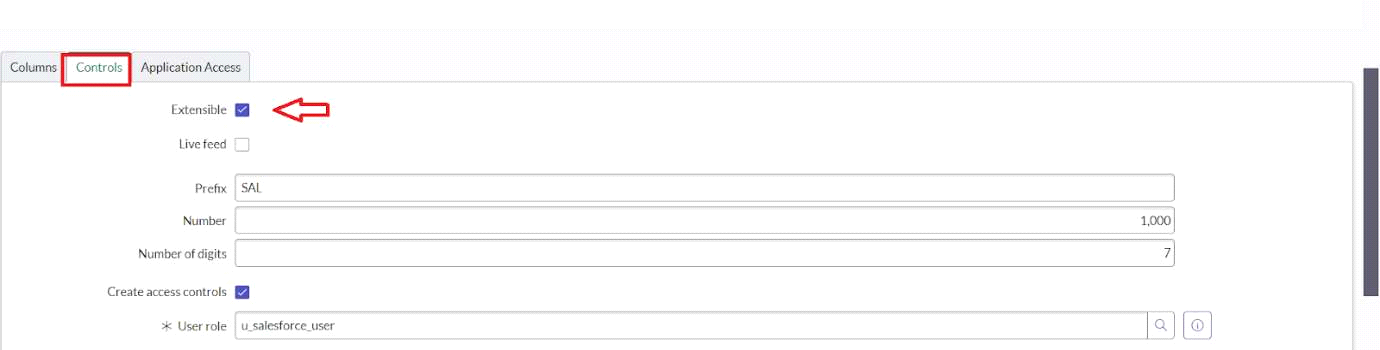 Columns Controls Application Access
Extensible
Live feed
Prefix SAL
Number 1,000
Number of digits 7
Create access controls
User role u_salesforce_user